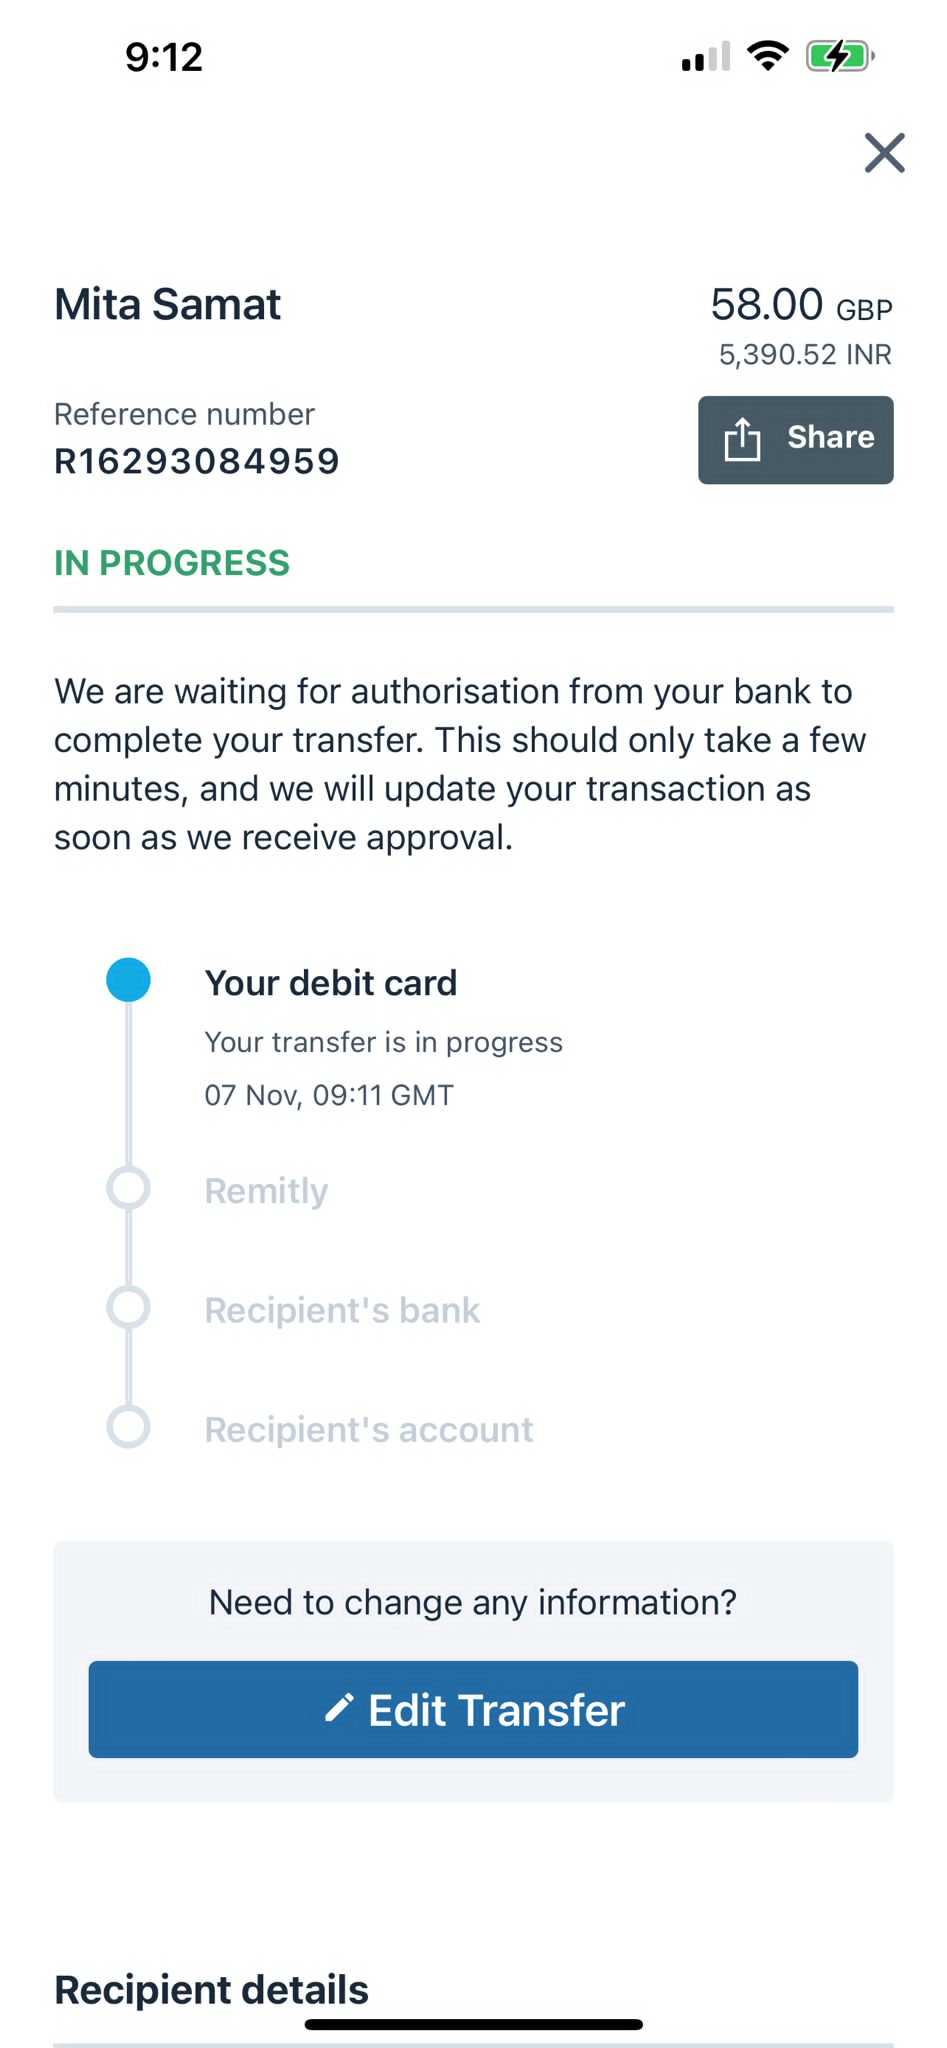 9:12
Mita Samat
58.00 GBP
5,390.52 INR
Reference number
R16293084959
Share
IN PROGRESS
We are waiting for authorisation from your bank to
complete your transfer. This should only take a few
minutes, and we will update your transaction as
soon as we receive approval.
Your debit card
Your transfer is in progress
07 Nov, 09:11 GMT
Remitly
Recipient's bank
Recipient's account
Need to change any information?
Edit Transfer
Recipient details